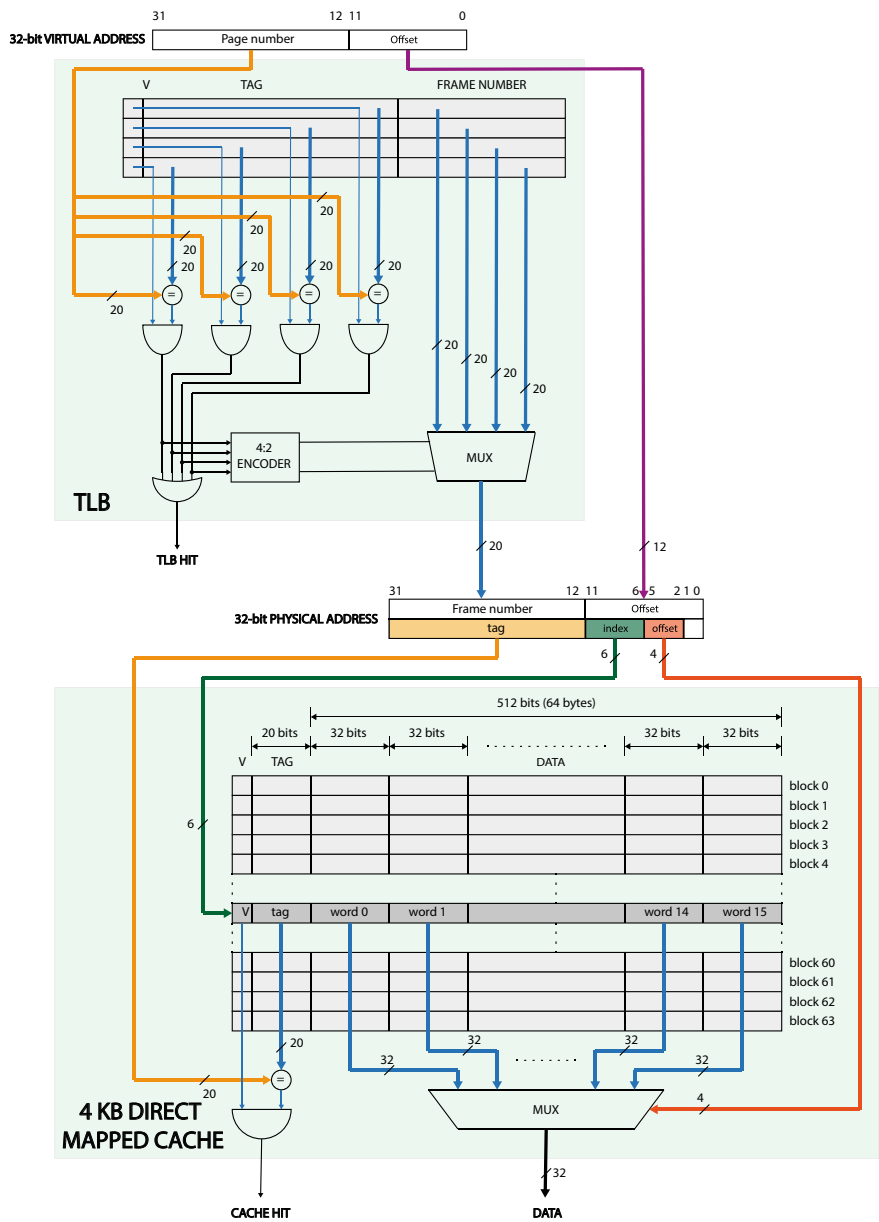 31 12 11 0
32-bit VIRTUAL ADDRESS Page number Offset
V TAG FRAME NUMBER
20
20
20
20 20 20 20
= = = =
20
20
20
20
20
4:2
ENCODER
MUX
TLB
20 12
TLB HIT
31 12 11 6 5 2 1 0
Frame number Offset
32-bit PHYSICAL ADDRESS
tag index offset
6 4
512 bits (64 bytes)
20 bits 32 bits 32 bits 32 bits 32 bits
V TAG DATA
block 0
block 1
block 2
block 3
block 4
6
V tag word 0 word 1 word 14 word 15
block 60
block 61
block 62
block 63
20 32 32
32 32
=
20
4
MUX
4 KB DIRECT
MAPPED CACHE
32
CACHE HIT DATA